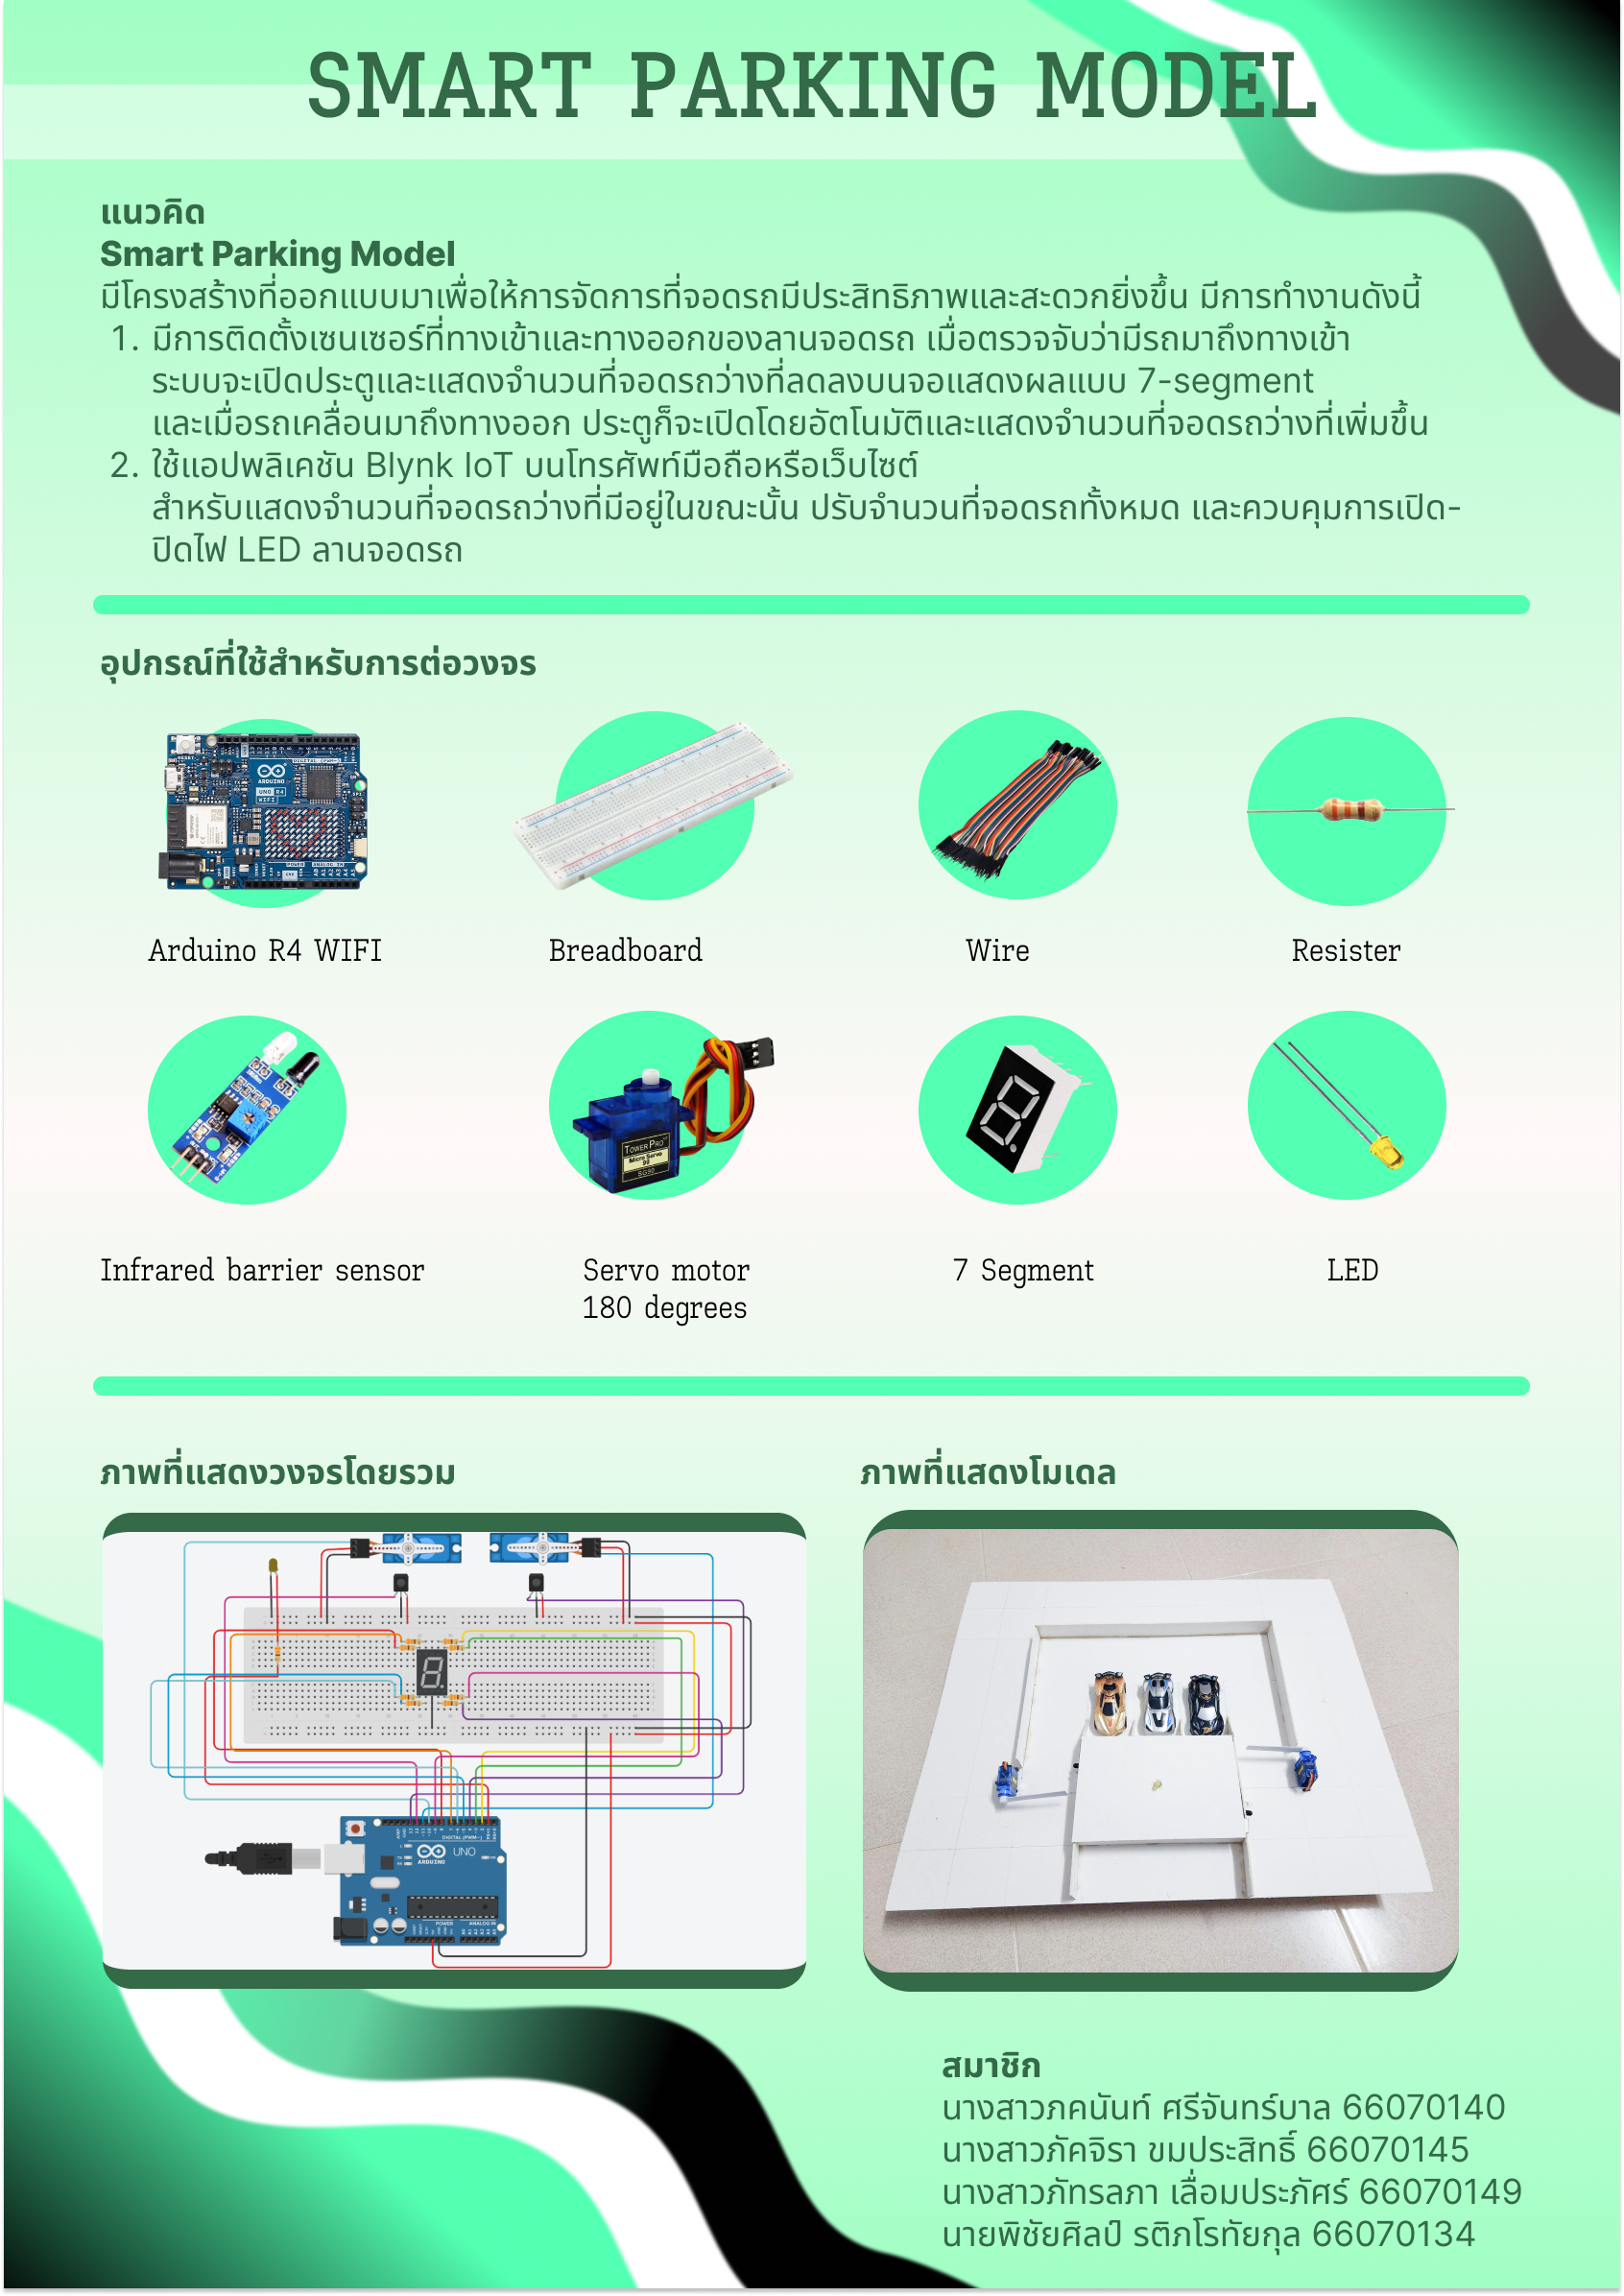 SMART PARKING MODEL
แนวคิด
Smart Parking Model
มีโครงสร้างที่ออกแบบมาเพื่อให้การจัดการที่จอดรถมีประสิทธิภาพและสะดวกยิ่งขึ้น มีการทำงานดังนี้
1. มีการติดตั้งเซนเซอร์ที่ทางเข้าและทางออกของลานจอดรถ เมื่อตรวจจับว่ามีรถมาถึงทางเข้า
ระบบจะเปิดประตูและแสดงจำนวนที่จอดรถว่างที่ลดลงบนจอแสดงผลแบบ 7-segment
และเมื่อรถเคลื่อนมาถึงทางออก ประตูก็จะเปิดโดยอัตโนมัติและแสดงจำนวนที่จอดรถว่างที่เพิ่มขึ้น
2. ใช้แอปพลิเคชัน Blynk IoT บนโทรศัพท์มือถือหรือเว็บไซต์
สำหรับแสดงจำนวนที่จอดรถว่างที่มีอยู่ในขณะนั้น ปรับจำนวนที่จอดรถทั้งหมด และควบคุมการเปิด-
ปิดไฟ LED ลานจอดรถ
อุปกรณ์ที่ใช้สำหรับการต่อวงจร
ARDUINO
UNO R4
WIFI
Arduino R4 WIFI
Breadboard
Wire
Resister
TOWER PRO
Micro Servo
SG90
Infrared barrier sensor
Servo motor
180 degrees
7 Segment
LED
ภาพที่แสดงวงจรโดยรวม
ภาพที่แสดงโมเดล
DIGITAL (PWM~)
ARDUINO
UNO
POWER
ANALOG IN
สมาชิก
นางสาวภคนันท์ ศรีจันทร์บาล 66070140
นางสาวภัคจิรา ขมประสิทธิ์ 66070145
นางสาวภัทรลภา เลื่อมประภัศร์ 66070149
นายพิชัยศิลป์ รติภโรทัยกุล 66070134